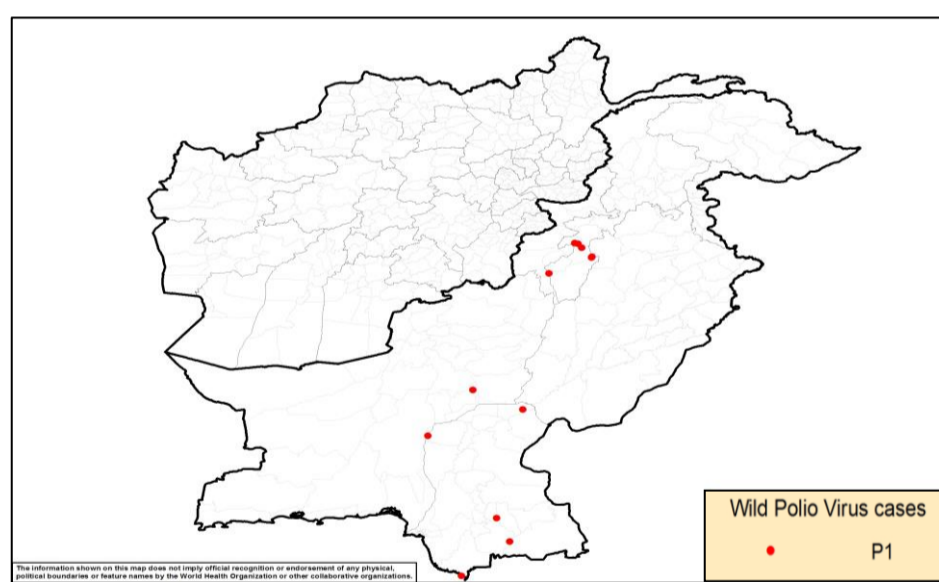 Wild Polio Virus cases
P1
The information shown on this map does not imply official recognition or endorsement of any physical,
political boundaries or feature names by the World Health Organization or other collaborative organizations.